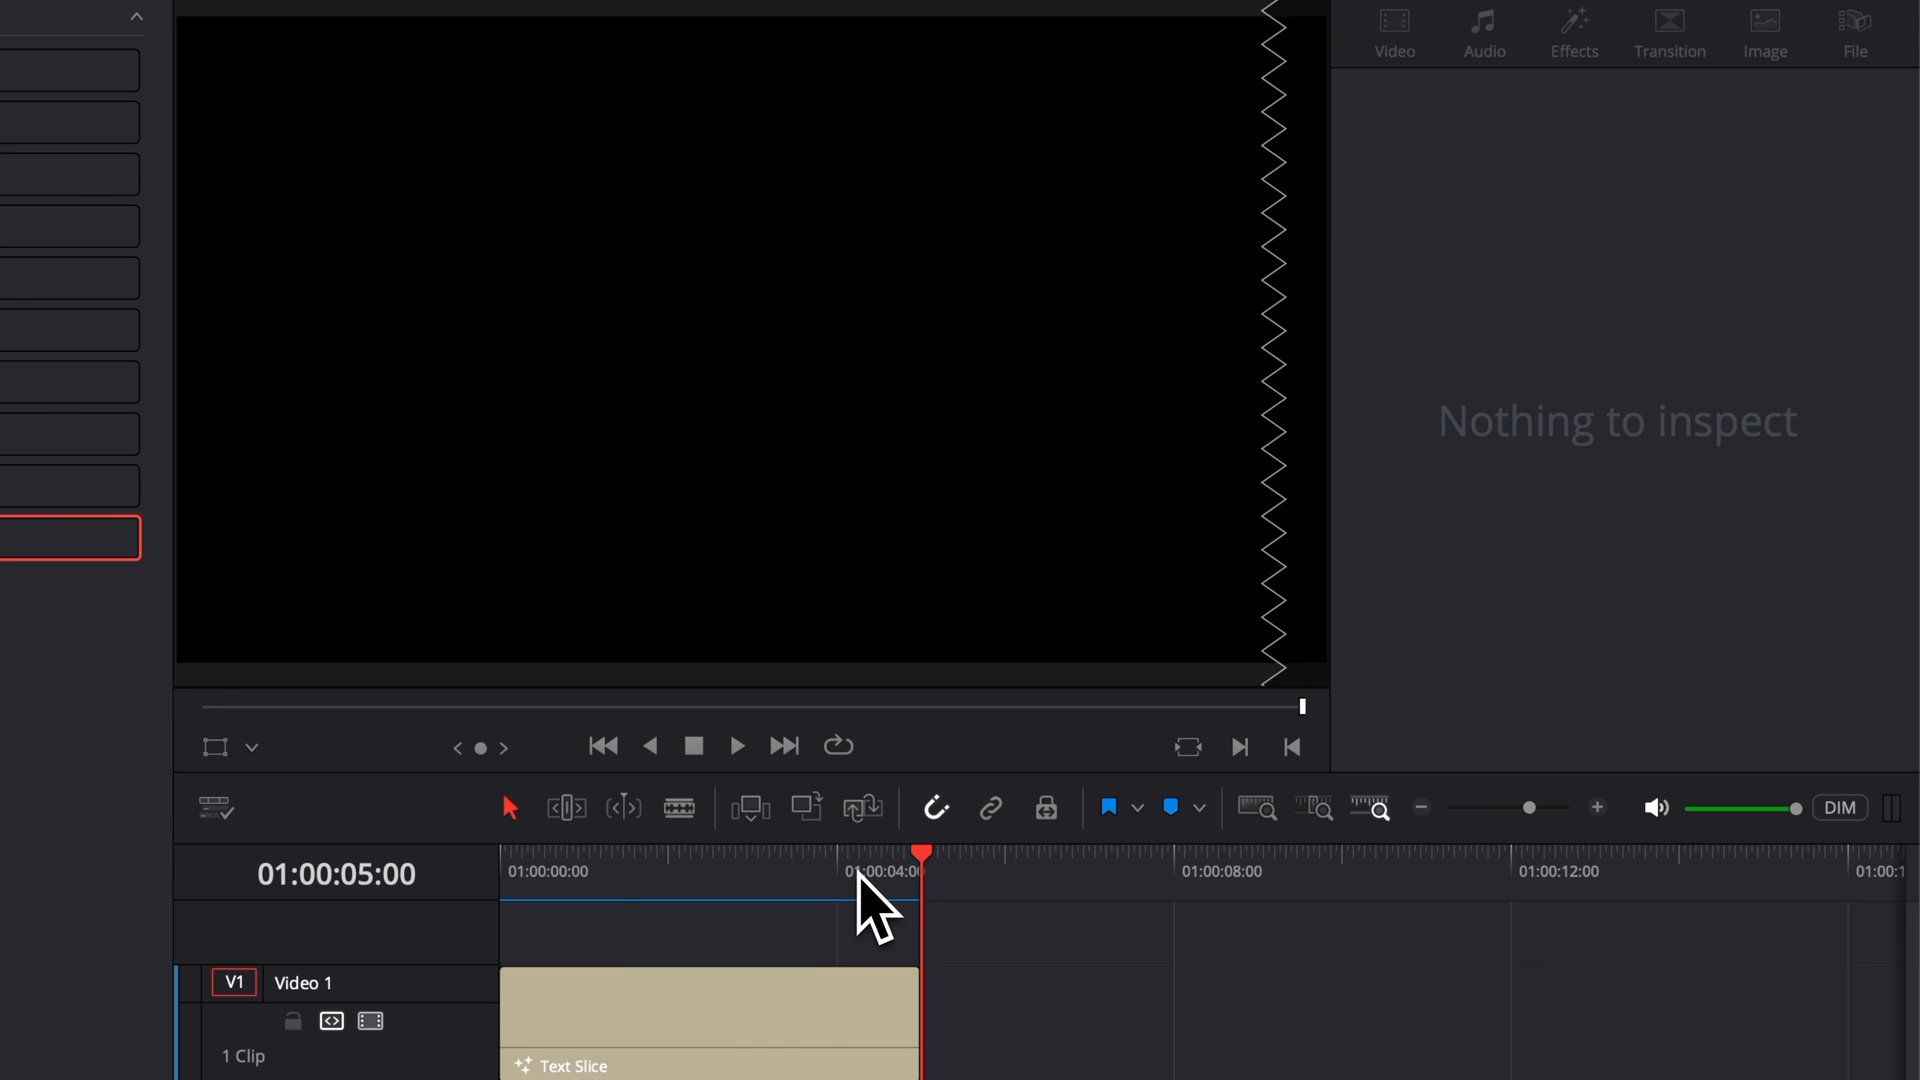 Video
Audio
Effects
Transition
Image
File
Nothing to inspect
DIM
01:00:05:00
01:00:00:00
01:00:04:00
01:00:08:00
01:00:12:00
01:00:1
V1
Video 1
1 Clip
Text Slice